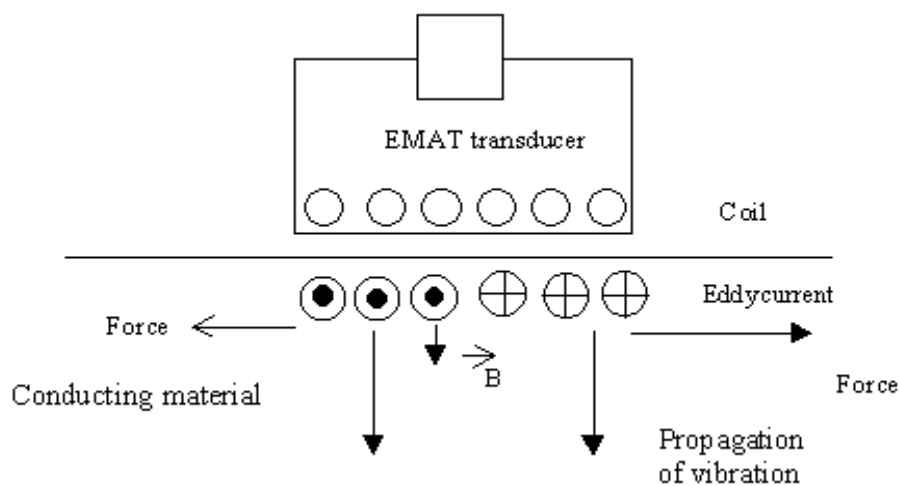 EMAT transducer
Coil
Eddycurrent
Force
B
Conducting material
Force
Propagation
of vibration